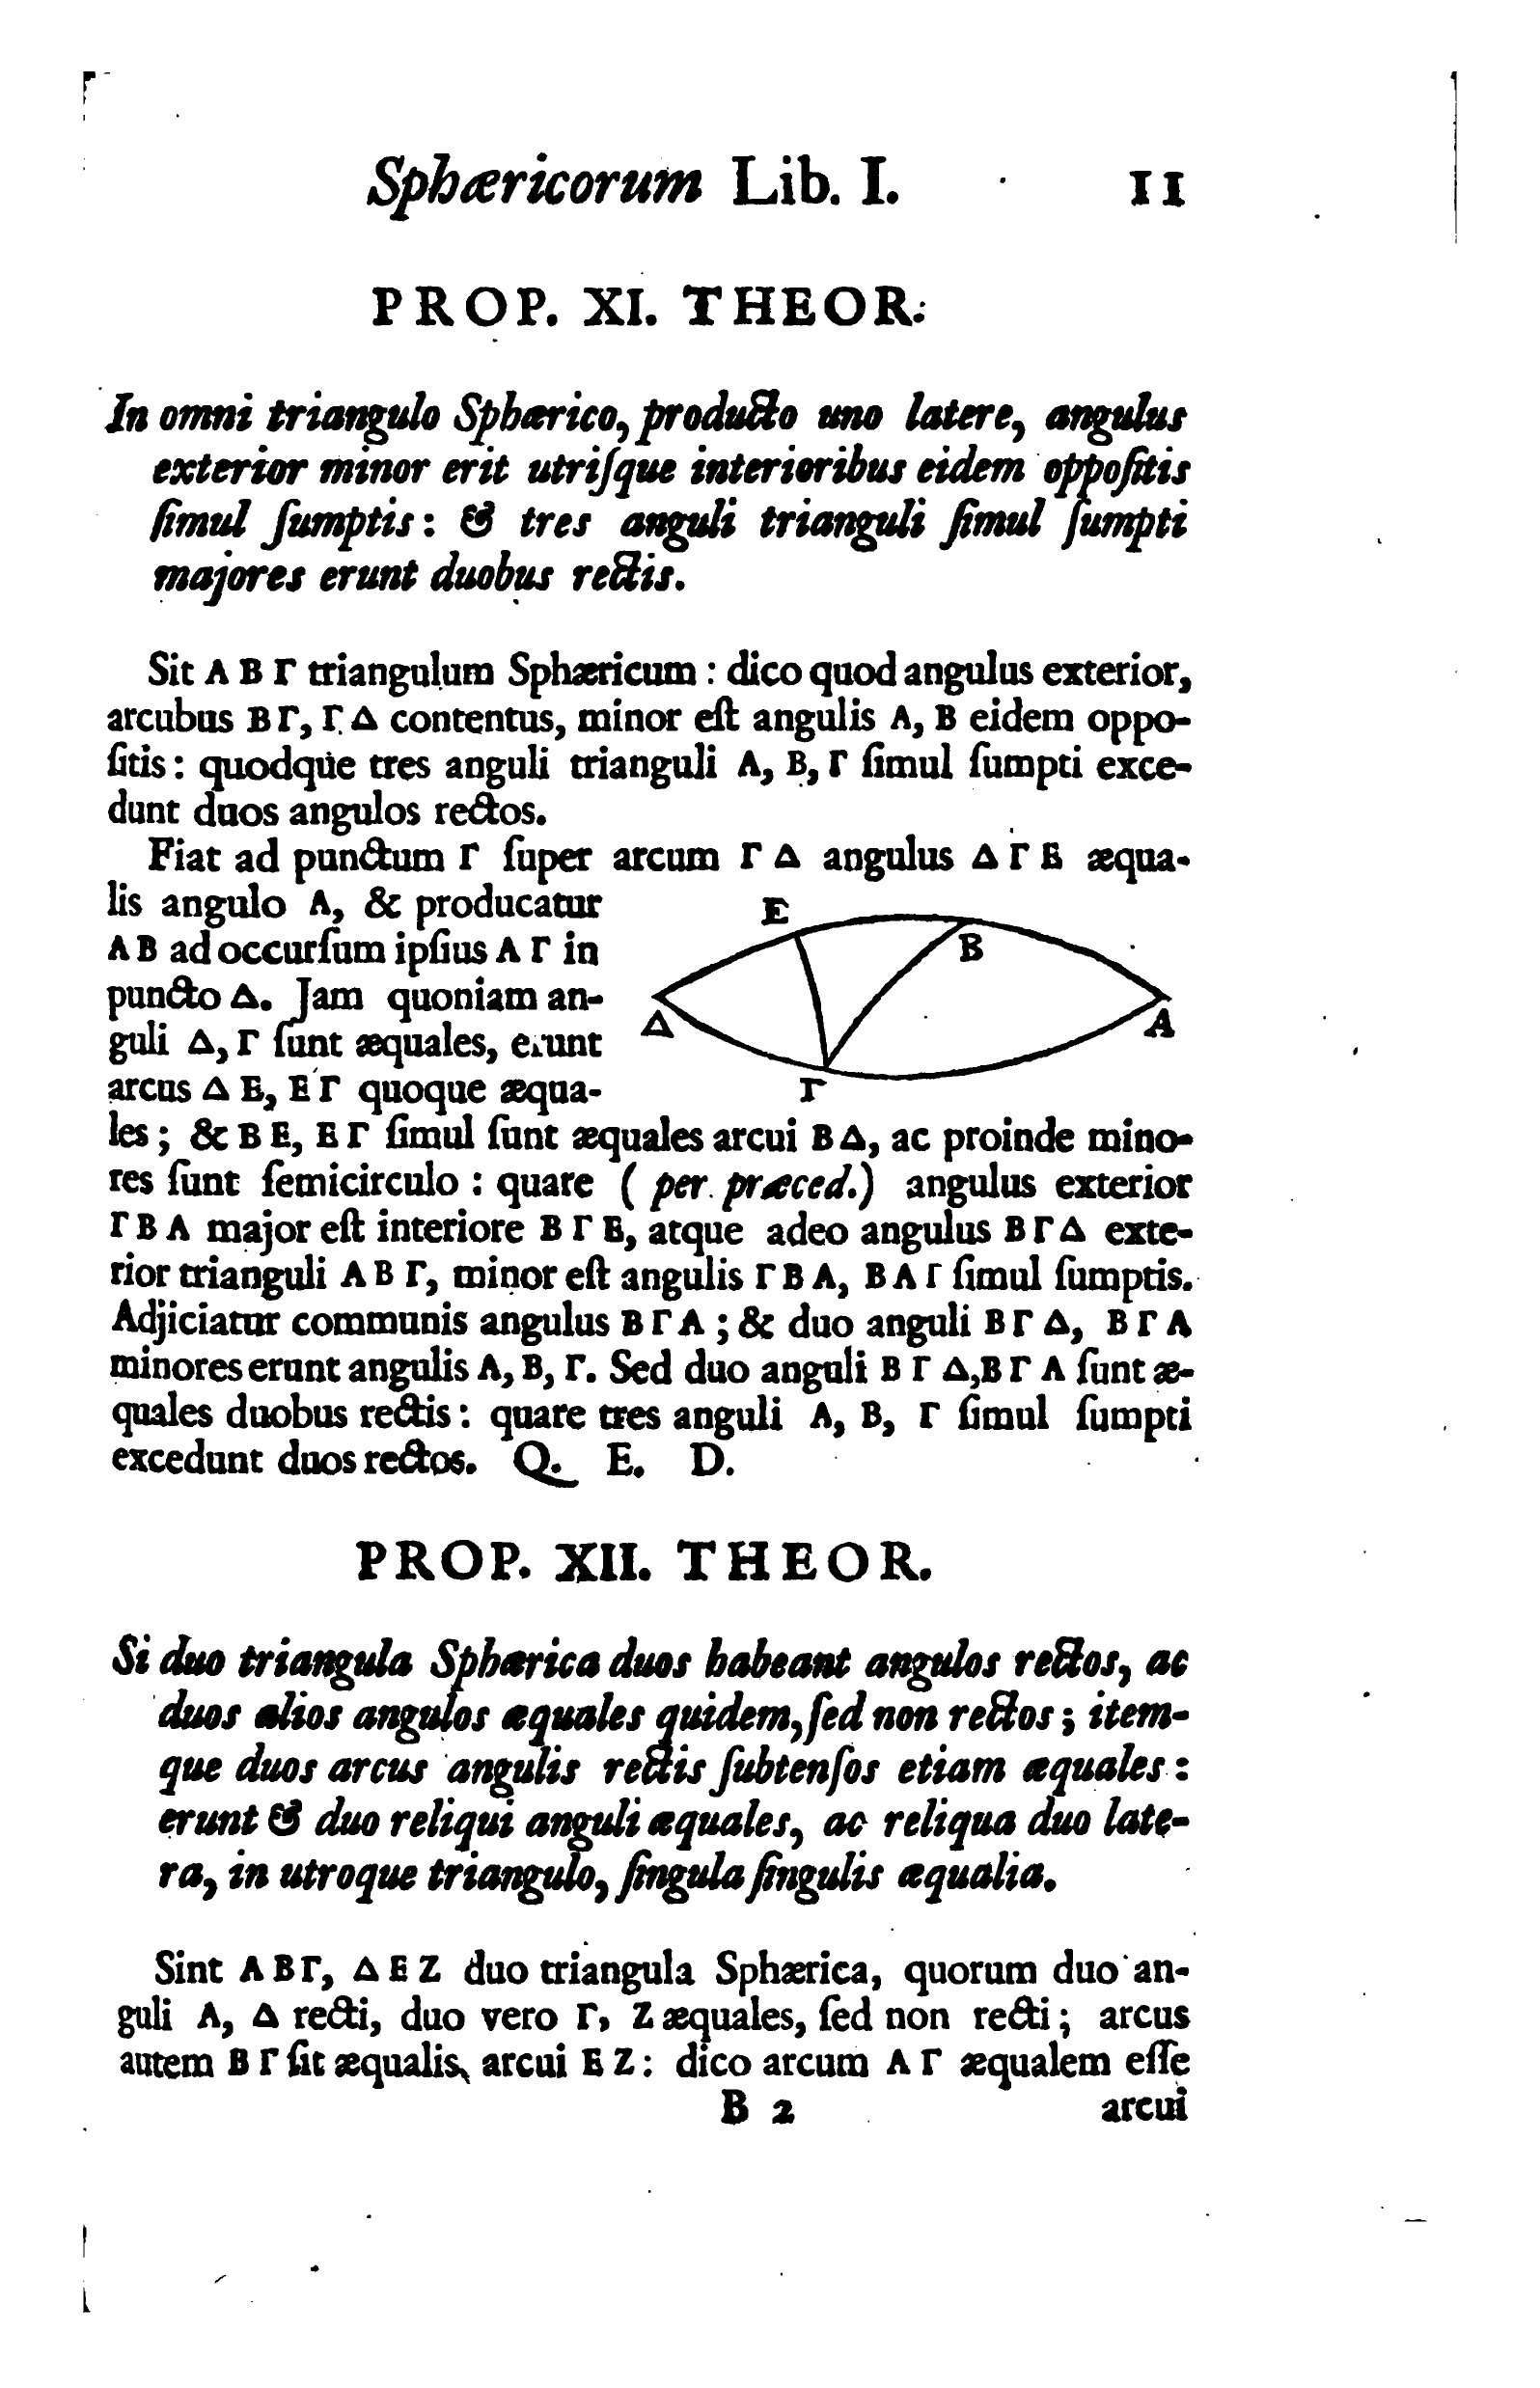 Sphæricorum Lib. I. 11
PROP. XI. THEOR.
In omni triangulo Sphærico, producto uno latere, angulus
exterior minor erit utriſque interioribus eidem oppoſitis
ſimul ſumptis: & tres anguli trianguli ſimul ſumpti
majores erunt duobus rectis.
Sit Α Β Γ triangulum Sphæricum : dico quod angulus exterior,
arcubus Β Γ, Γ Δ contentus, minor eſt angulis Α, Β eidem oppo-
ſitis : quodque tres anguli trianguli Α, Β, Γ ſimul ſumpti exce-
dunt duos angulos rectos.
Fiat ad punctum Γ ſuper arcum Γ Δ angulus Δ Γ Ε æqua-
lis angulo Α, & producatur
Α Β ad occurſum ipſius Α Γ in
puncto Δ. Jam quoniam an-
guli Δ, Γ ſunt æquales, erunt
arcus Δ Ε, Ε Γ quoque æqua-
Ε
Β
Δ
Α
Γ
les ; & Β Ε, Ε Γ ſimul ſunt æquales arcui Β Δ, ac proinde mino-
res ſunt ſemicirculo : quare ( per præced.) angulus exterior
Γ Β Α major eſt interiore Β Γ Ε, atque adeo angulus Β Γ Δ exte-
rior trianguli Α Β Γ, minor eſt angulis Γ Β Α, Β Α Γ ſimul ſumptis.
Adjiciatur communis angulus Β Γ Α ; & duo anguli Β Γ Δ, Β Γ Α
minores erunt angulis Α, Β, Γ. Sed duo anguli Β Γ Δ, Β Γ Α ſunt æ-
quales duobus rectis : quare tres anguli Α, Β, Γ ſimul ſumpti
excedunt duos rectos. Q. E. D.
PROP. XII. THEOR.
Si duo triangula Sphærica duos habeant angulos rectos, ac
duos alios angulos æquales quidem, ſed non rectos ; item-
que duos arcus angulis rectis ſubtenſos etiam æquales :
erunt & duo reliqui anguli æquales, ac reliqua duo late-
ra, in utroque triangulo, ſingula ſingulis æqualia.
Sint Α Β Γ, Δ Ε Ζ duo triangula Sphærica, quorum duo an-
guli Α, Δ recti, duo vero Γ, Ζ æquales, ſed non recti ; arcus
autem Β Γ ſit æqualis arcui Ε Ζ : dico arcum Α Γ æqualem eſſe
B 2 arcui